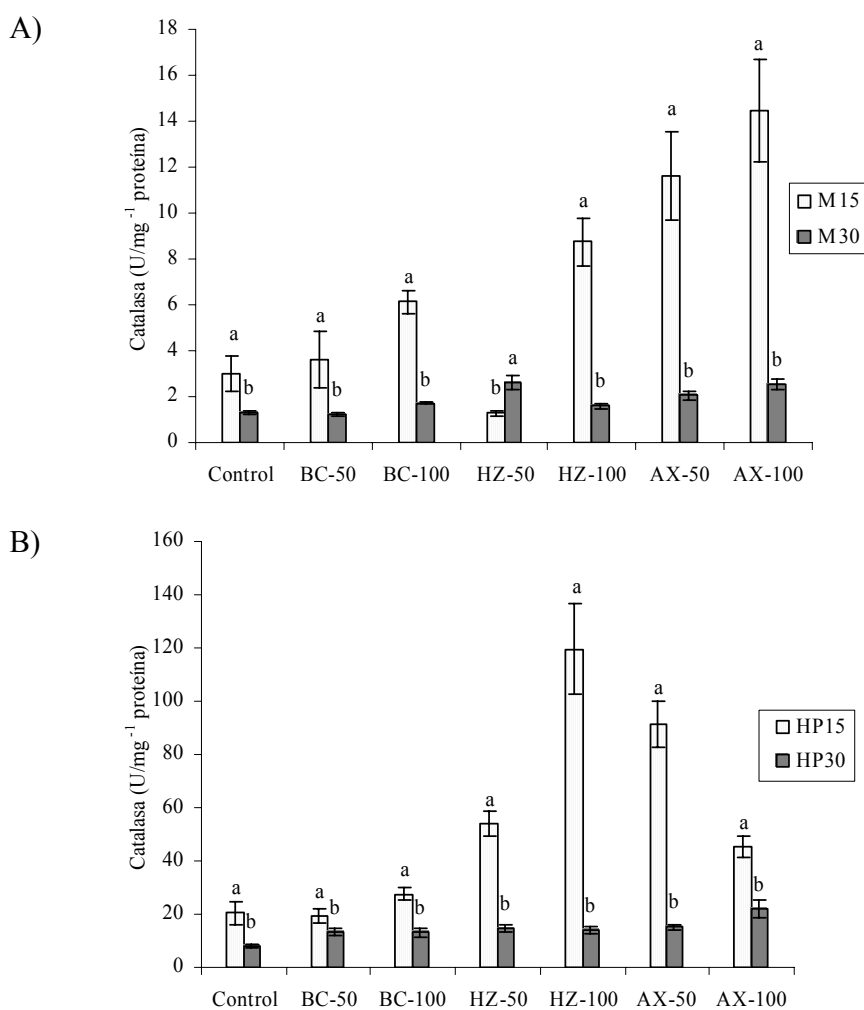 A)
Catalasa (U/mg⁻¹ proteína)
18
16
14
12
10
8
6
4
2
0
a b
a b
a b
b a
a b
a b
a b
Control BC-50 BC-100 HZ-50 HZ-100 AX-50 AX-100
M15
M30
B)
Catalasa (U/mg⁻¹ proteína)
160
140
120
100
80
60
40
20
0
a b
a b
a b
a b
a b
a b
a b
Control BC-50 BC-100 HZ-50 HZ-100 AX-50 AX-100
HP15
HP30